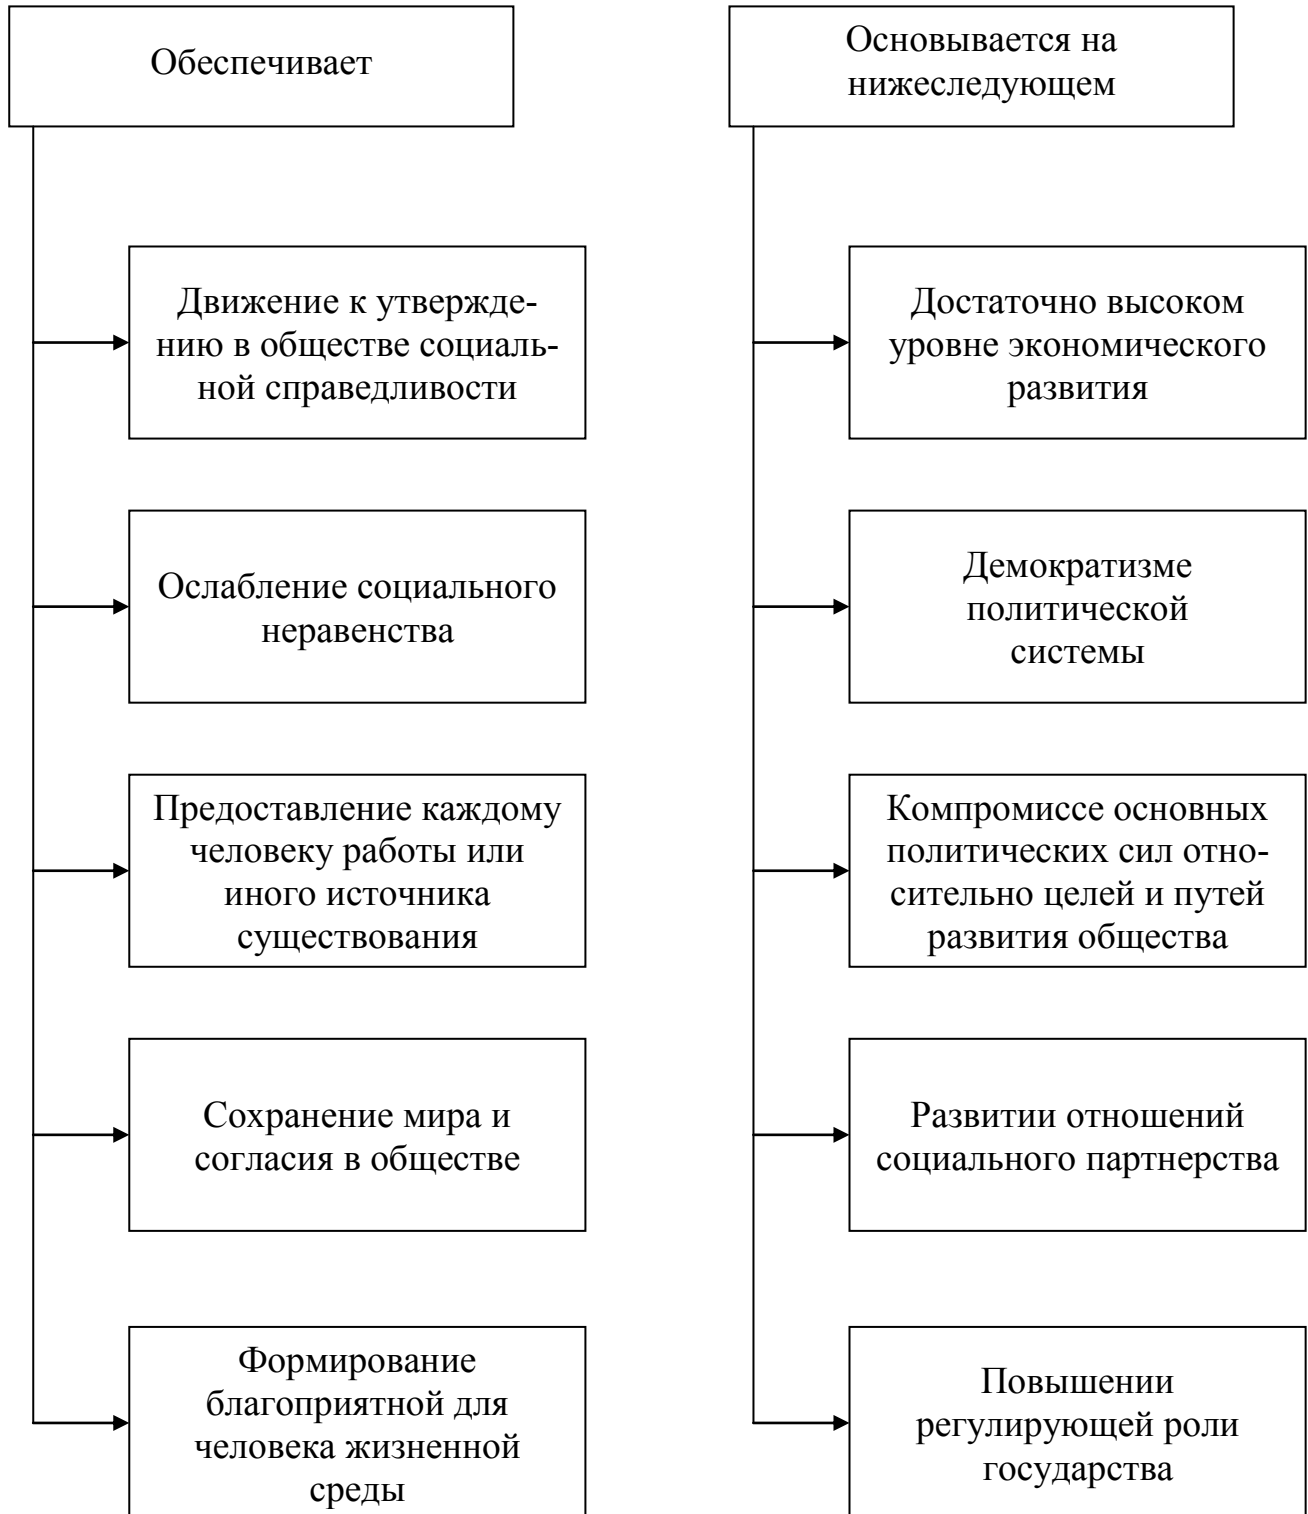 Обеспечивает
Движение к утвержде-
нию в обществе социаль-
ной справедливости
Ослабление социального
неравенства
Предоставление каждому
человеку работы или
иного источника
существования
Сохранение мира и
согласия в обществе
Формирование
благоприятной для
человека жизненной
среды
Основывается на
нижеследующем
Достаточно высоком
уровне экономического
развития
Демократизме
политической
системы
Компромиссе основных
политических сил отно-
сительно целей и путей
развития общества
Развитии отношений
социального партнерства
Повышении
регулирующей роли
государства